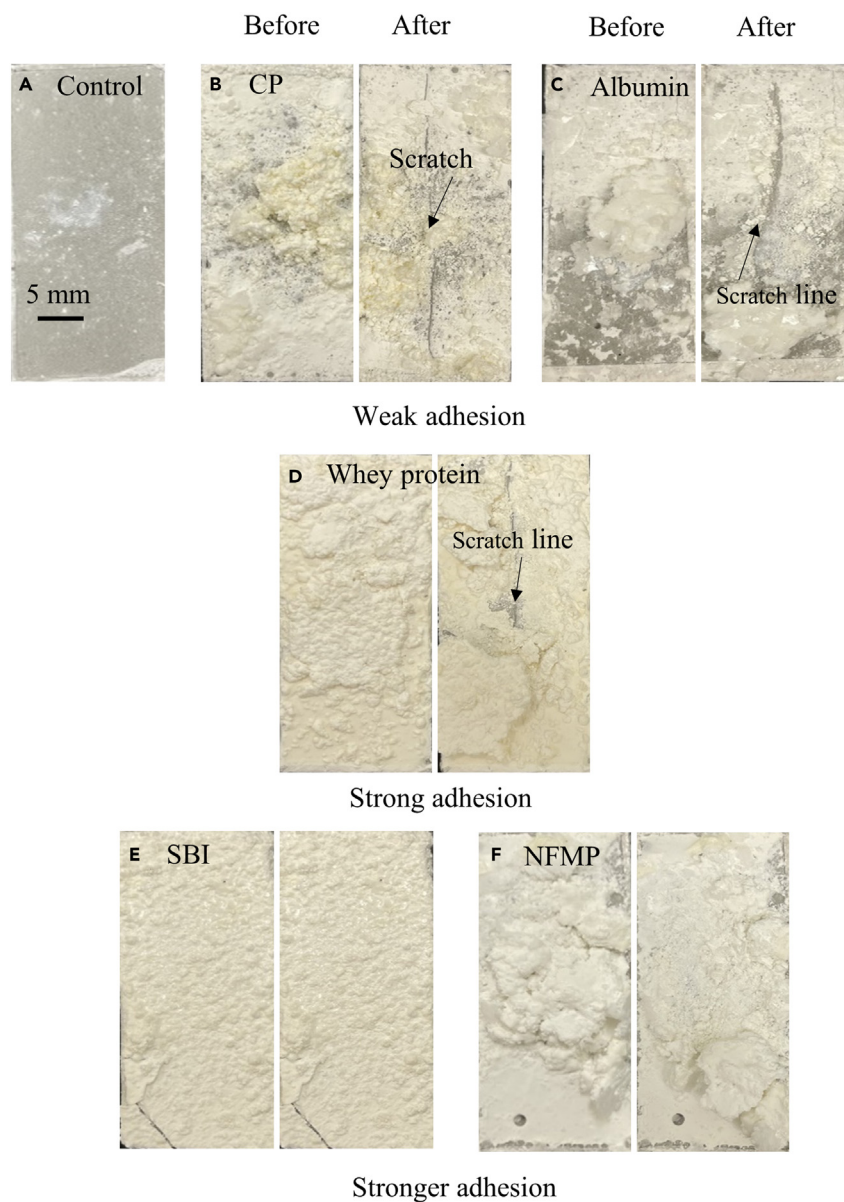 Before After Before After
A Control B CP C Albumin
Scratch
5 mm
Scratch line
Weak adhesion
D Whey protein
Scratch line
Strong adhesion
E SBI F NFMP
Stronger adhesion